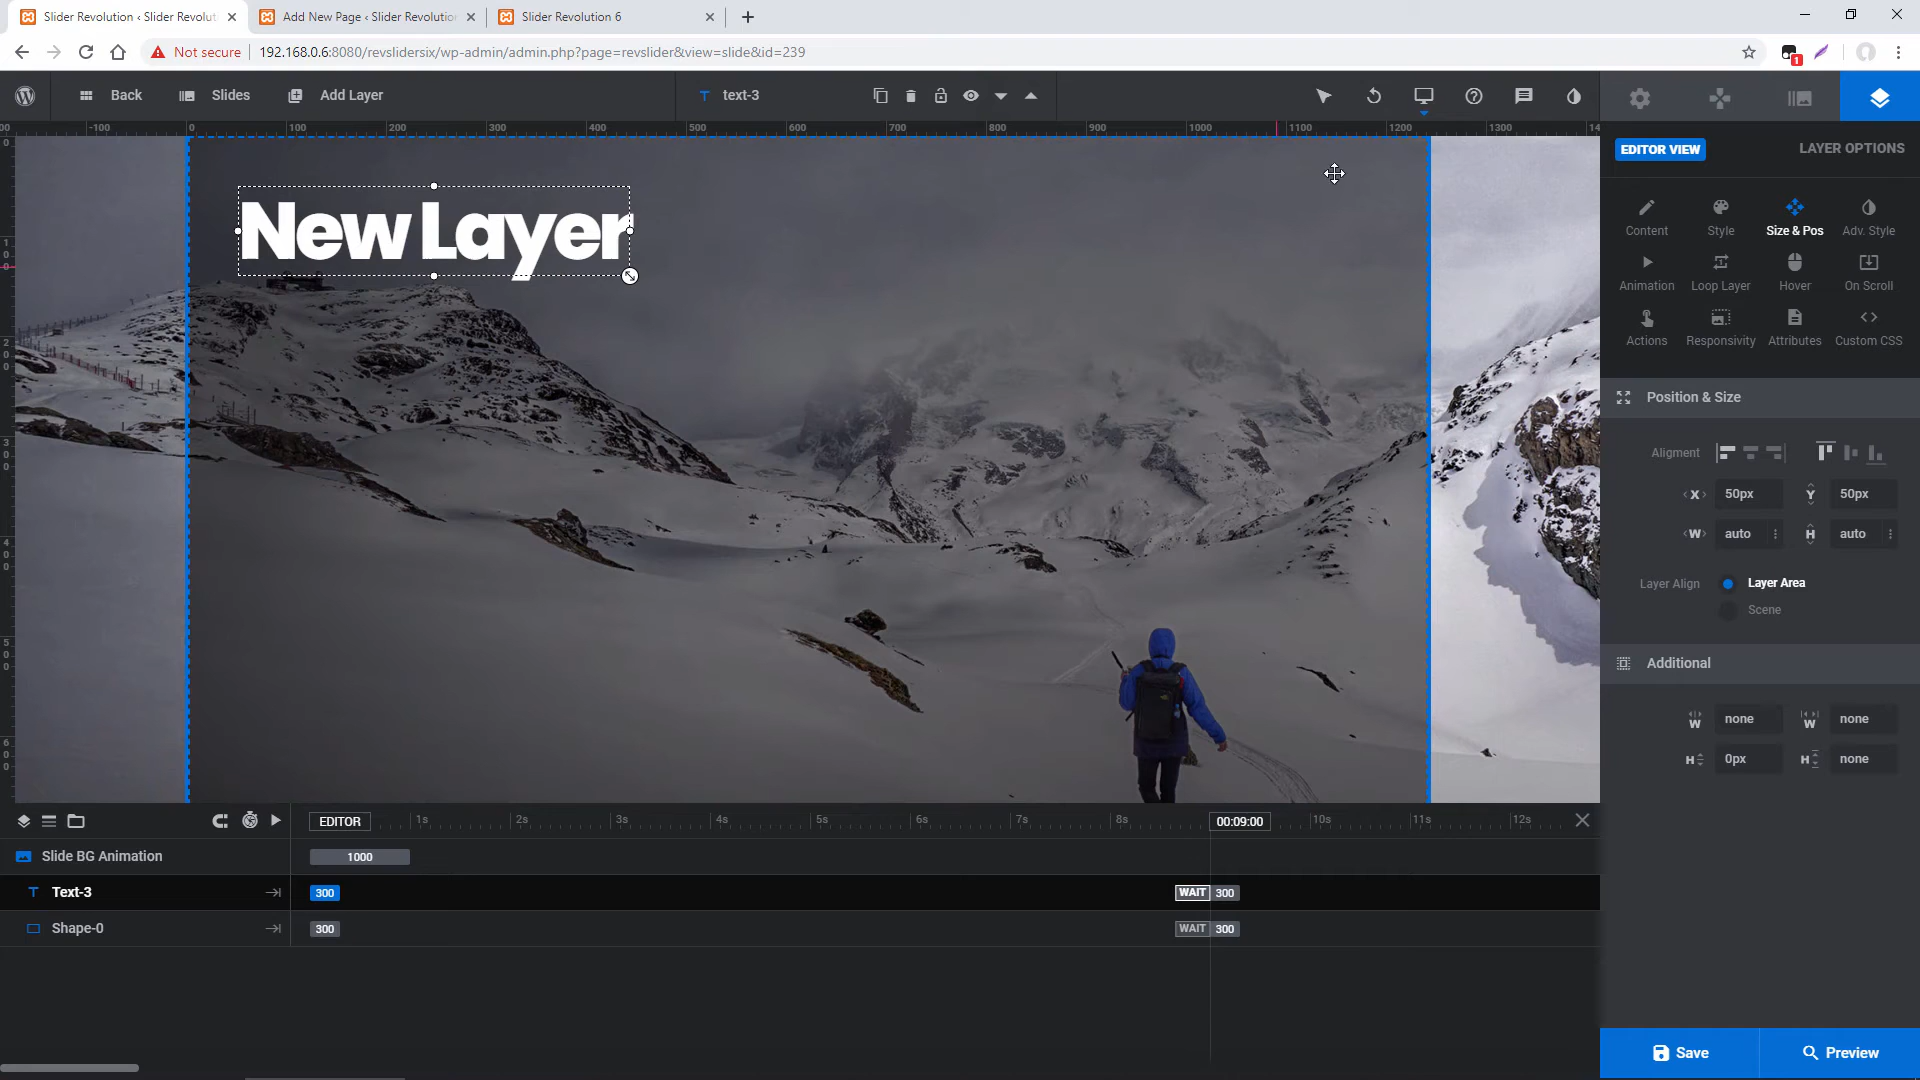 Slider Revolution ‹ Slider Revolut
Add New Page ‹ Slider Revolution
Slider Revolution 6
Not secure
192.168.0.6:8080/revslidersix/wp-admin/admin.php?page=revslider&view=slide&id=239
1
Back
Slides
Add Layer
text-3
-100 0 100 200 300 400 500 600 700 800 900 1000 1100 1200 1300
EDITOR VIEW
LAYER OPTIONS
New Layer
Content
Style
Size & Pos
Adv. Style
Animation
Loop Layer
Hover
On Scroll
Actions
Responsivity
Attributes
Custom CSS
Position & Size
Aligment
X 50px Y 50px
W auto H auto
Layer Align
Layer Area
Scene
Additional
W none W none
H 0px H none
EDITOR 1s 2s 3s 4s 5s 6s 7s 8s 00:09:00 10s 11s 12s
Slide BG Animation
1000
Text-3
300
WAIT 300
Shape-0
300
WAIT 300
Save
Preview